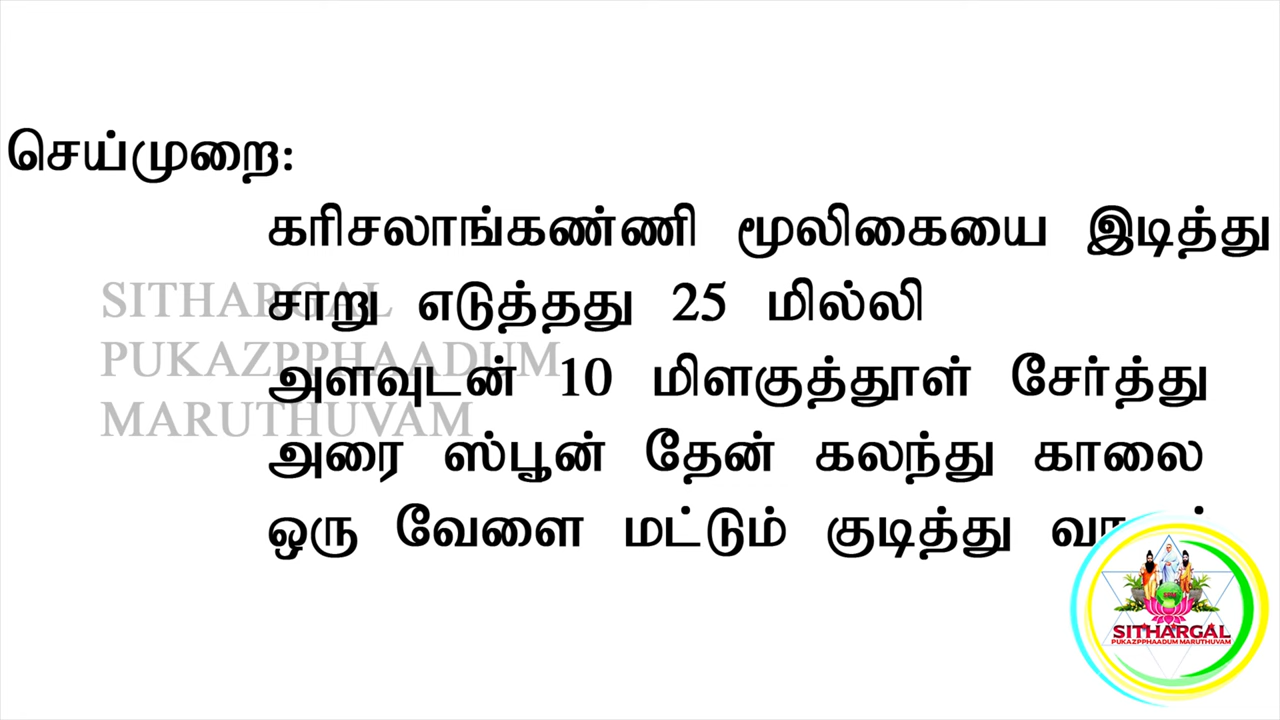 செய்முறை:
கரிசலாங்கண்ணி மூலிகையை இடித்து
சாறு எடுத்தது 25 மில்லி
அளவுடன் 10 மிளகுத்தூள் சேர்த்து
அரை ஸ்பூன் தேன் கலந்து காலை
ஒரு வேளை மட்டும் குடித்து
SITHARGAL
PUKAZPPHAADUM
MARUTHUVAM
SITHARGAL
PUKAZPPHAADUM MARUTHUVAM